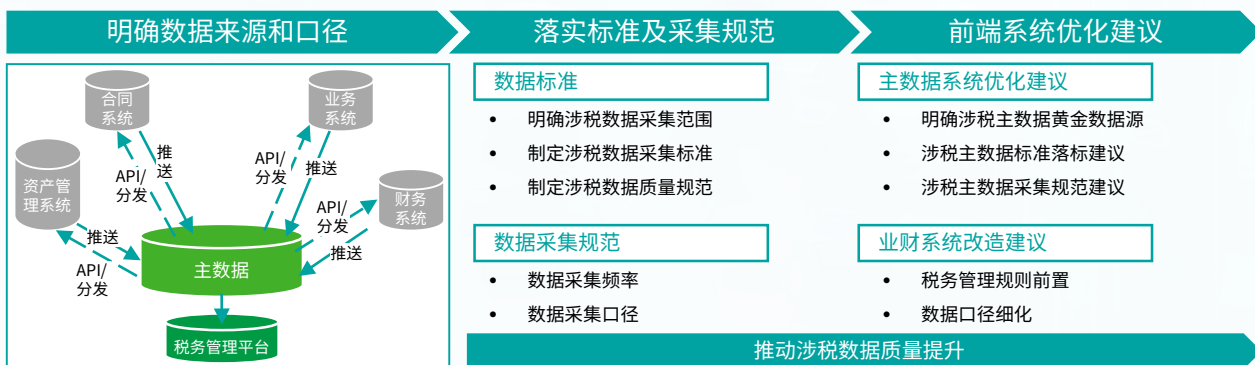 明确数据来源和口径
落实标准及采集规范
前端系统优化建议
合同
系统
业务
系统
资产管
理系统
财务
系统
推
送
API/
分发
API/
分发
推送
API/
分发
推送
推送
API/
分发
主数据
税务管理平台
数据标准
• 明确涉税数据采集范围
• 制定涉税数据采集标准
• 制定涉税数据质量规范
数据采集规范
• 数据采集频率
• 数据采集口径
主数据系统优化建议
• 明确涉税主数据黄金数据源
• 涉税主数据标准落标建议
• 涉税主数据采集规范建议
业财系统改造建议
• 税务管理规则前置
• 数据口径细化
推动涉税数据质量提升